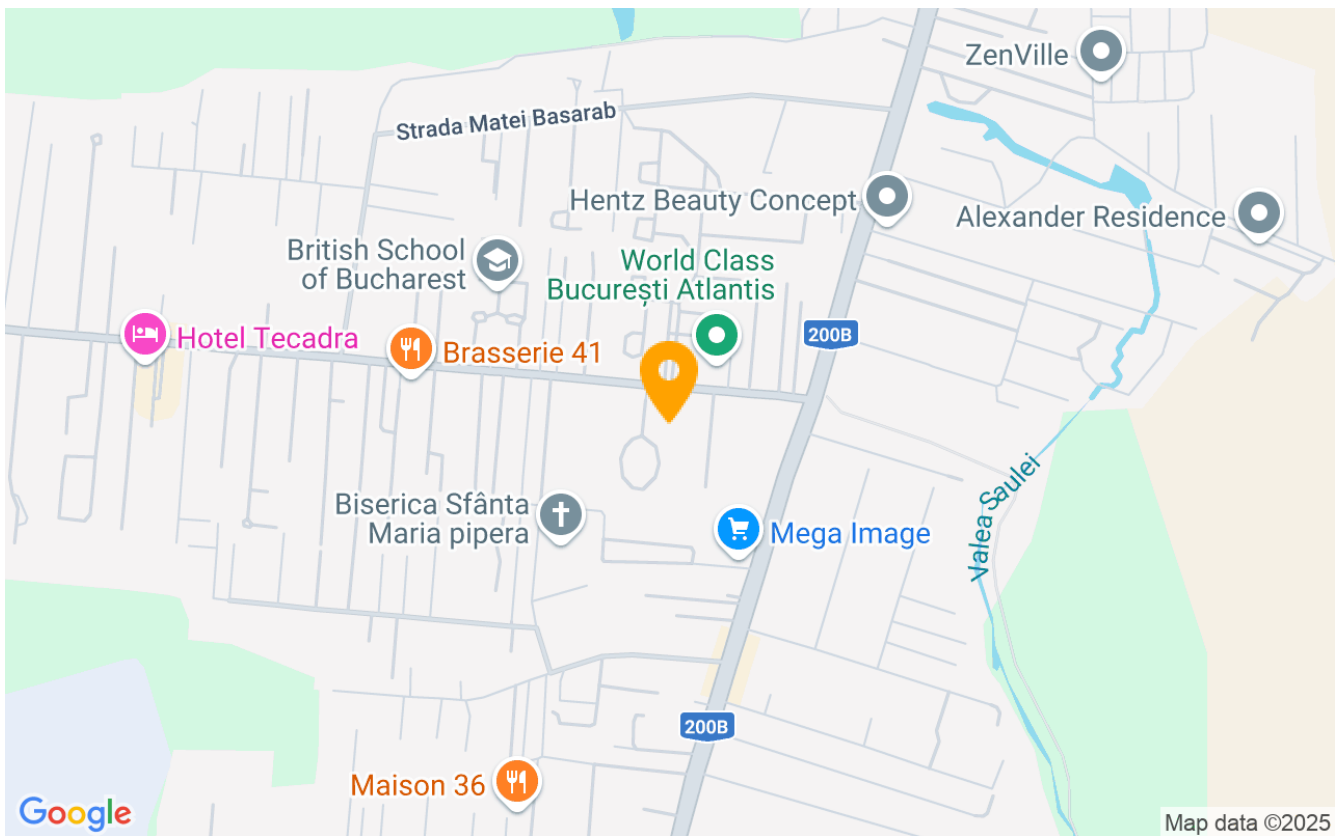 ZenVille
Strada Matei Basarab
Hentz Beauty Concept
Alexander Residence
British School
of Bucharest
World Class
București Atlantis
200B
Hotel Tecadra
Brasserie 41
Valea Saulei
Biserica Sfânta
Maria pipera
Mega Image
200B
Maison 36
Google
Map data ©2025